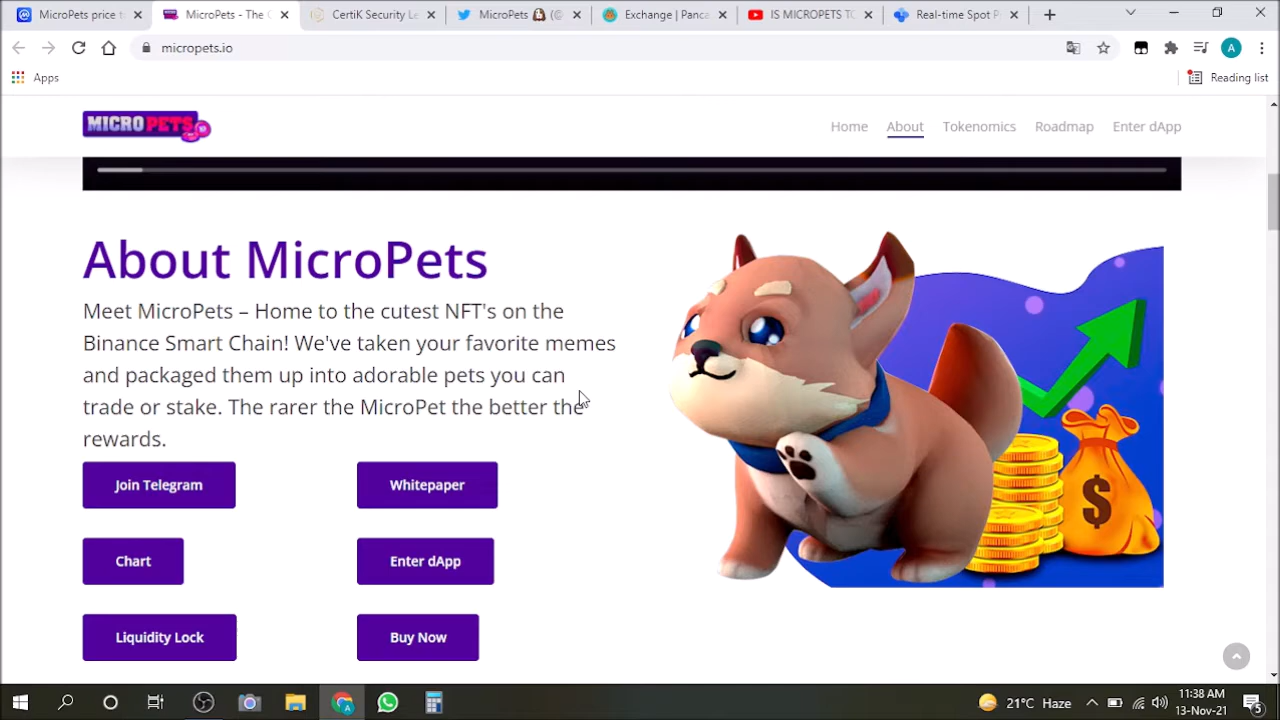 MicroPets price t
MicroPets - The C
CertiK Security Le
MicroPets
Exchange | Panca
IS MICROPETS TO
Real-time Spot P
micropets.io
A
Apps
Reading list
MICROPETS
Home
About
Tokenomics
Roadmap
Enter dApp
About MicroPets
Meet MicroPets – Home to the cutest NFT's on the
Binance Smart Chain! We've taken your favorite memes
and packaged them up into adorable pets you can
trade or stake. The rarer the MicroPet the better the
rewards.
Join Telegram
Whitepaper
Chart
Enter dApp
Liquidity Lock
Buy Now
$
21°C Haze
11:38 AM
13-Nov-21
5